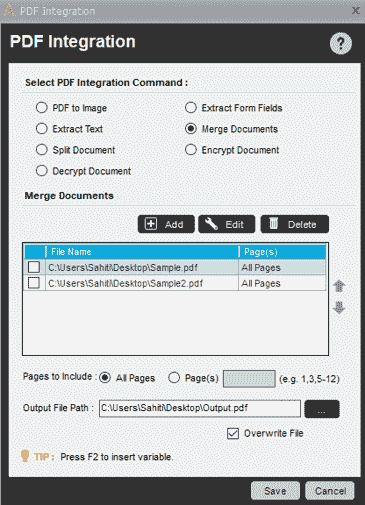 PDF Integration
PDF Integration
?
Select PDF Integration Command :
PDF to Image
Extract Form Fields
Extract Text
Merge Documents
Split Document
Encrypt Document
Decrypt Document
Merge Documents
Add Edit Delete
File Name Page(s)
C:\Users\Sahiti\Desktop\Sample.pdf All Pages
C:\Users\Sahiti\Desktop\Sample2.pdf All Pages
Pages to Include : All Pages Page(s) (e.g. 1,3,5-12)
Output File Path : C:\Users\Sahiti\Desktop\Output.pdf ...
Overwrite File
TIP : Press F2 to insert variable.
Save Cancel